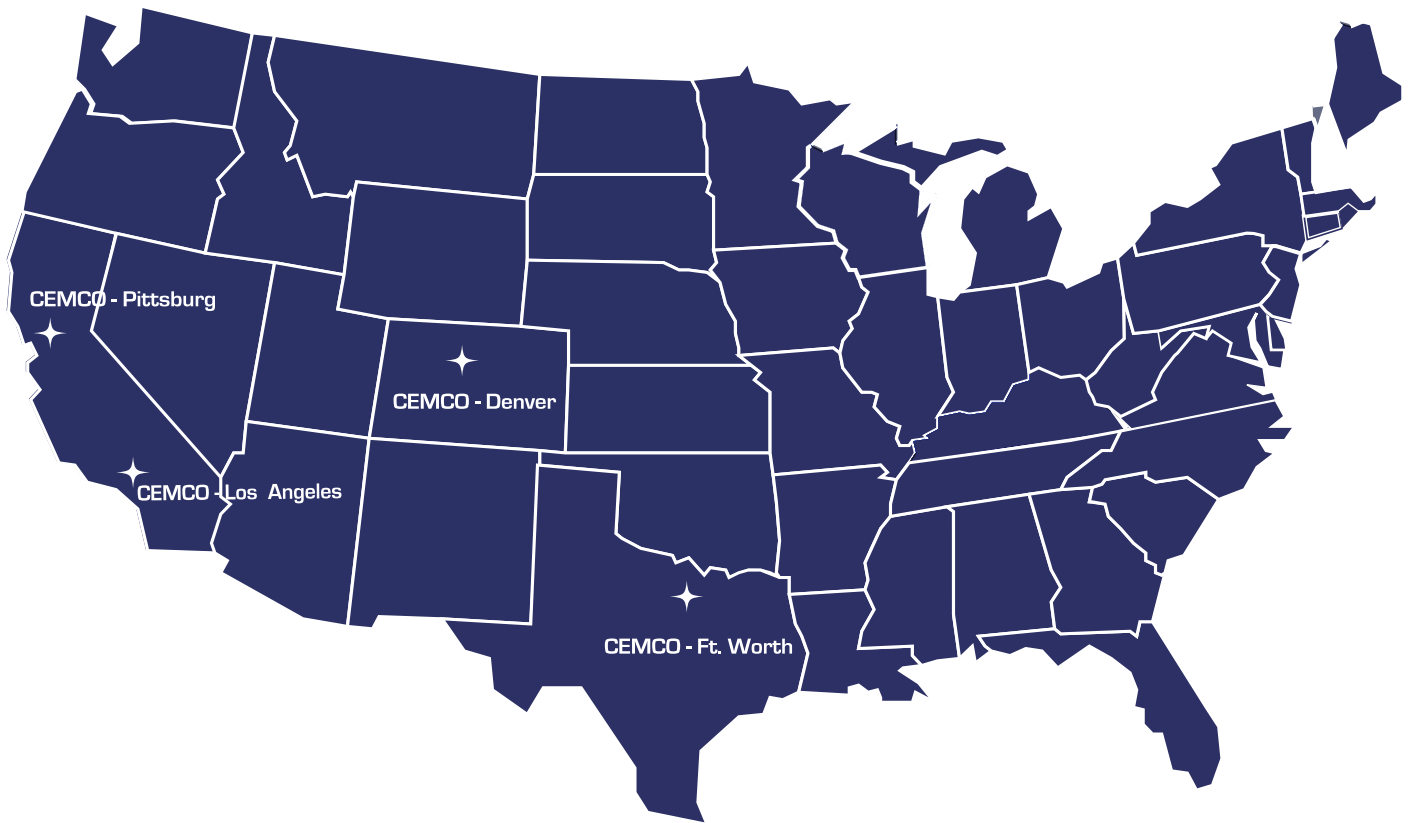 CEMCO - Pittsburg
CEMCO - Denver
CEMCO - Los Angeles
CEMCO - Ft. Worth